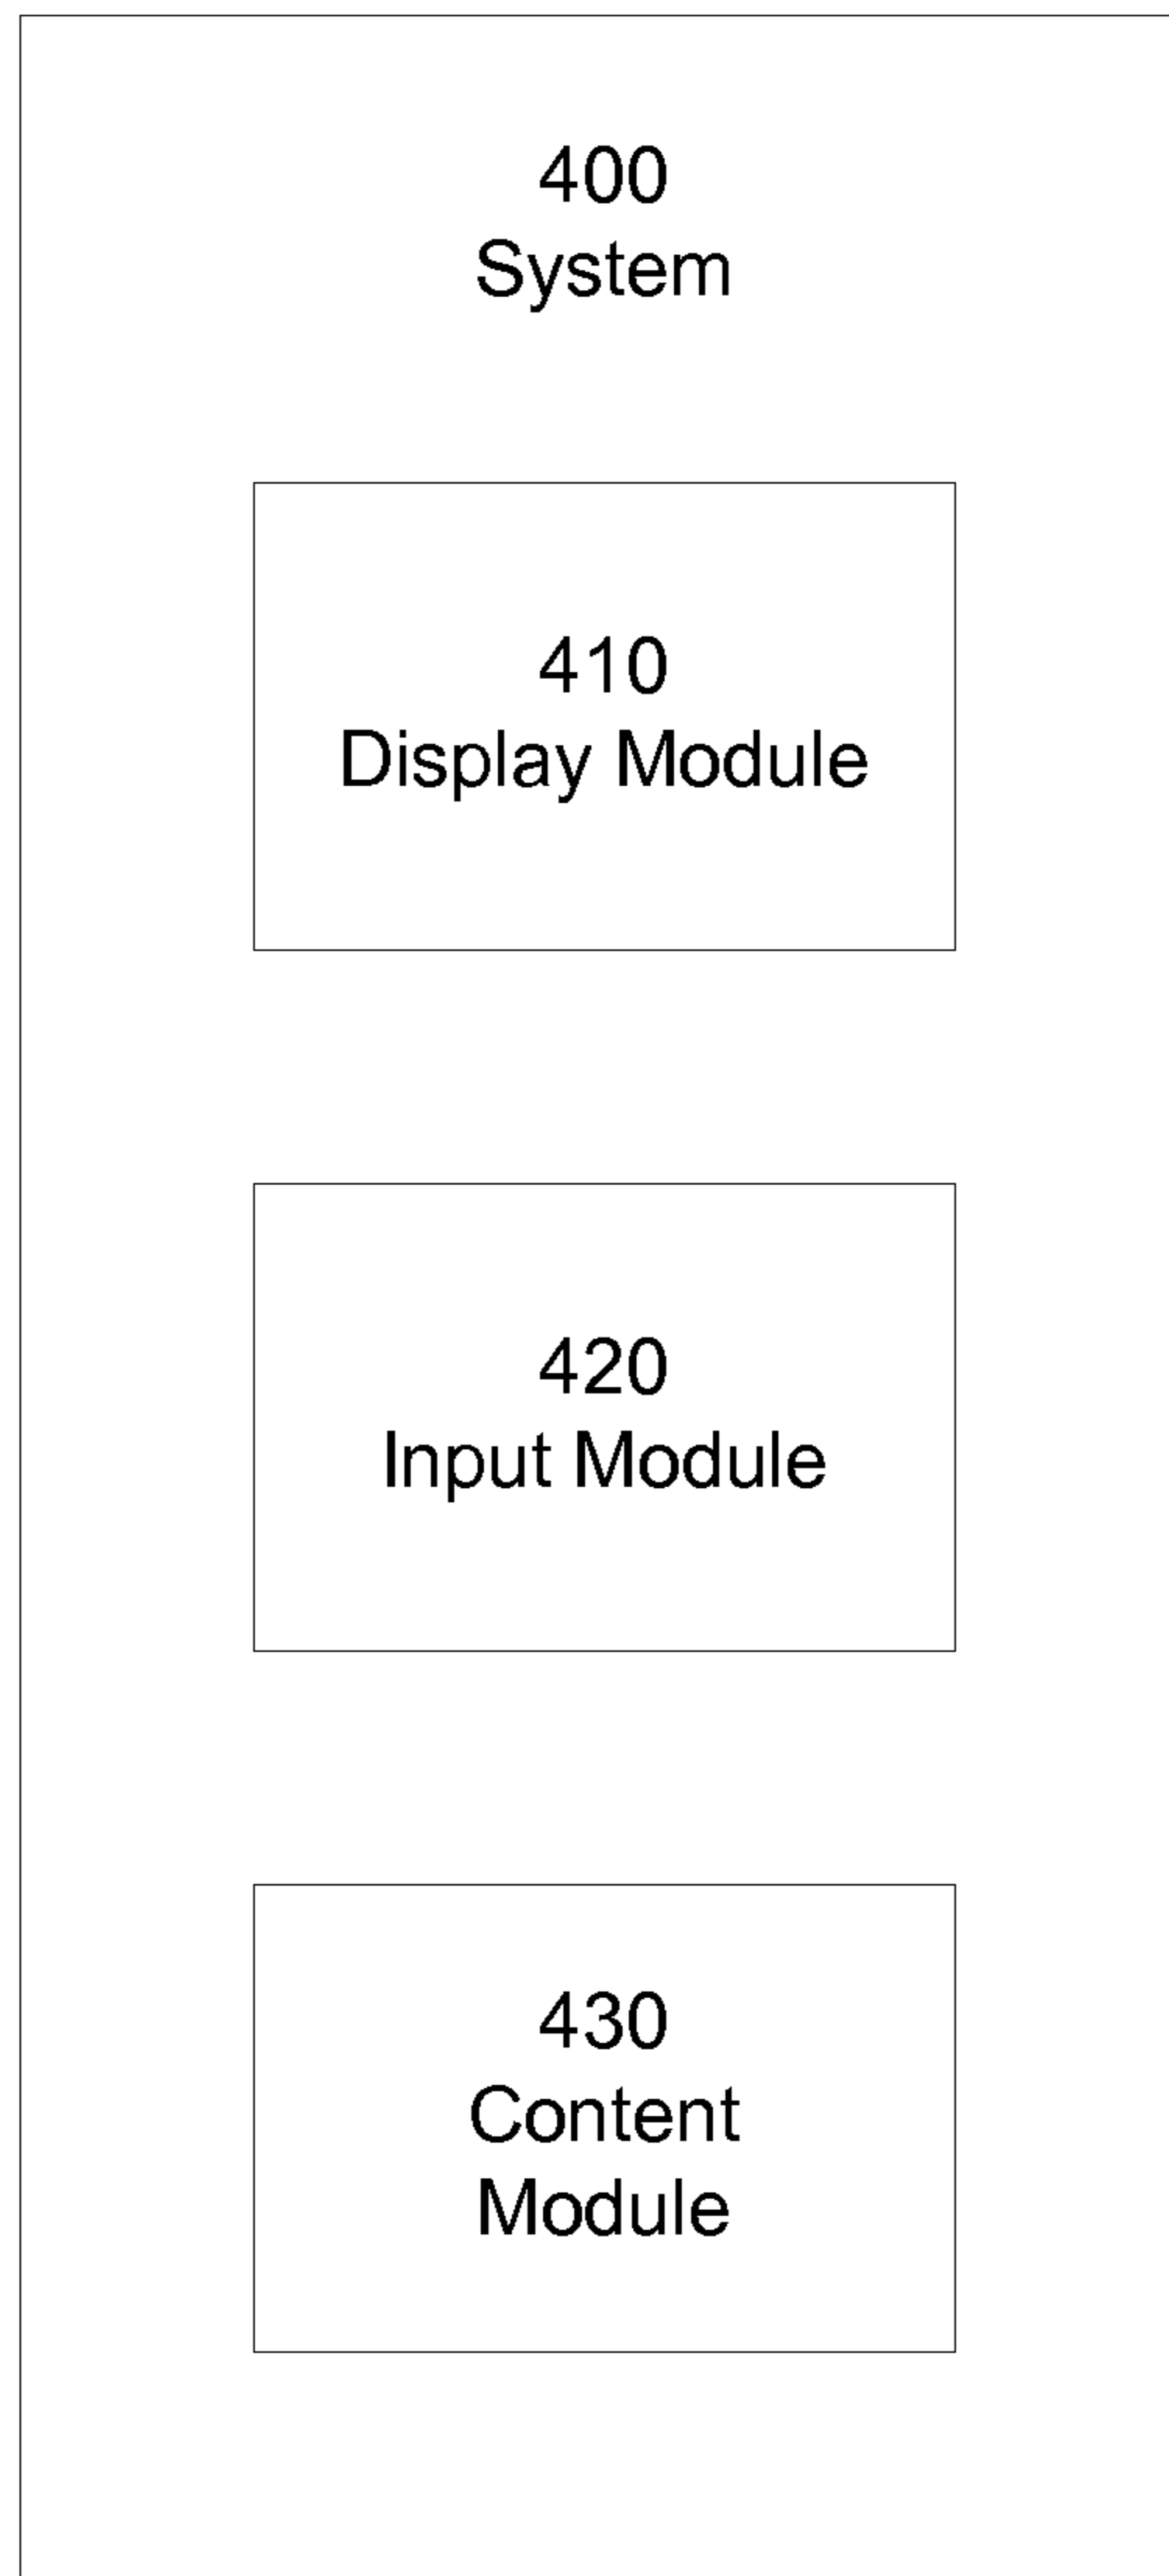 400
System
410
Display Module
420
Input Module
430
Content
Module